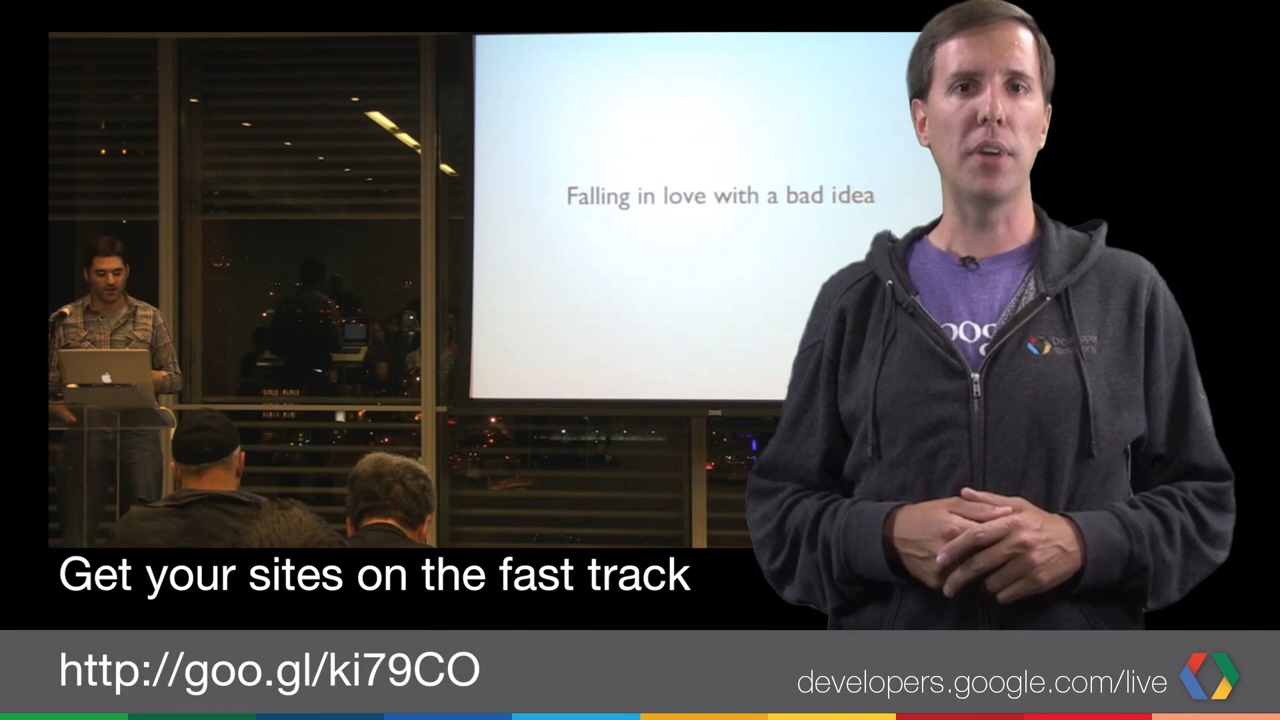 Falling in love with a bad idea
Get your sites on the fast track
http://goo.gl/ki79CO
developers.google.com/live